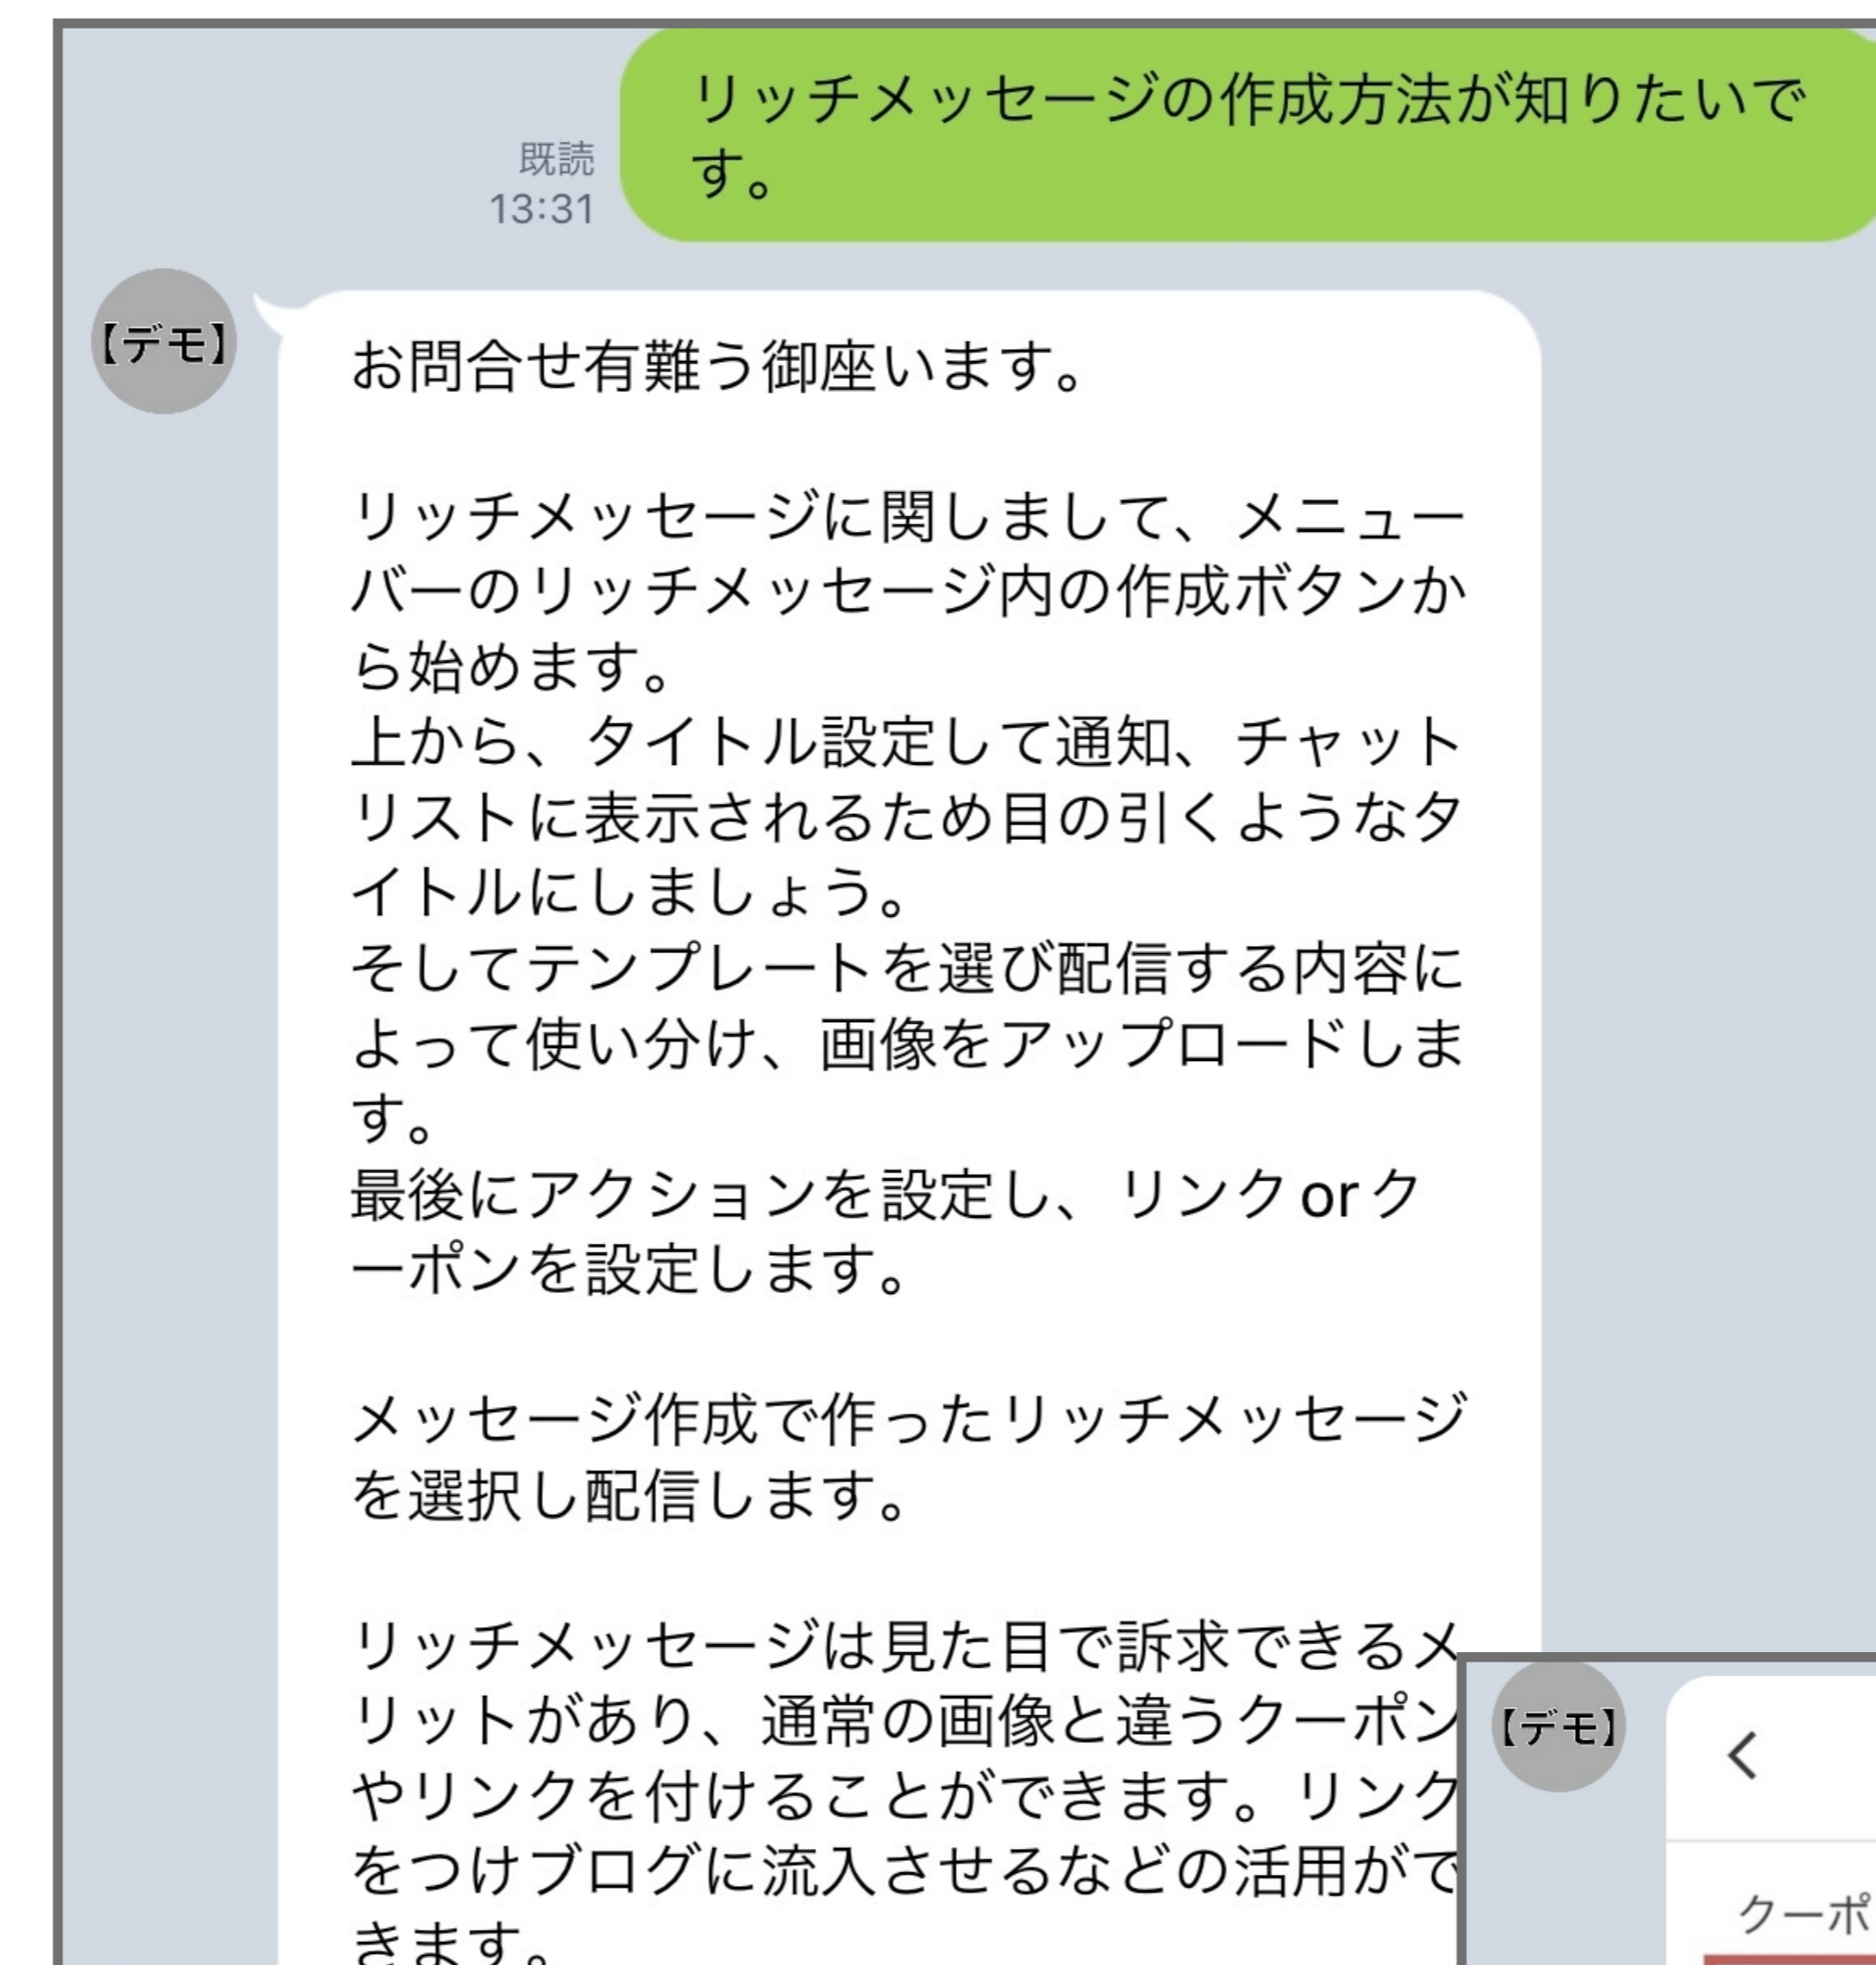 リッチメッセージの作成方法が知りたいで
す。
既読
13:31
【デモ】
お問合せ有難う御座います。
リッチメッセージに関しまして、メニュー
バーのリッチメッセージ内の作成ボタンか
ら始めます。
上から、タイトル設定して通知、チャット
リストに表示されるため目の引くようなタ
イトルにしましょう。
そしてテンプレートを選び配信する内容に
よって使い分け、画像をアップロードしま
す。
最後にアクションを設定し、リンクorク
ーポンを設定します。
メッセージ作成で作ったリッチメッセージ
を選択し配信します。
リッチメッセージは見た目で訴求できるメ
リットがあり、通常の画像と違うクーポン
やリンクを付けることができます。リンク
をつけブログに流入させるなどの活用がで
きます。
【デモ】
クーポ